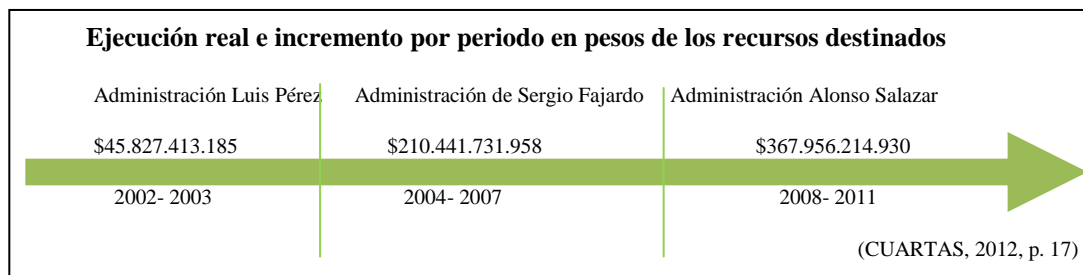 Ejecución real e incremento por periodo en pesos de los recursos destinados
Administración Luis Pérez Administración de Sergio Fajardo Administración Alonso Salazar
$45.827.413.185 $210.441.731.958 $367.956.214.930
2002- 2003 2004- 2007 2008- 2011
(CUARTAS, 2012, p. 17)